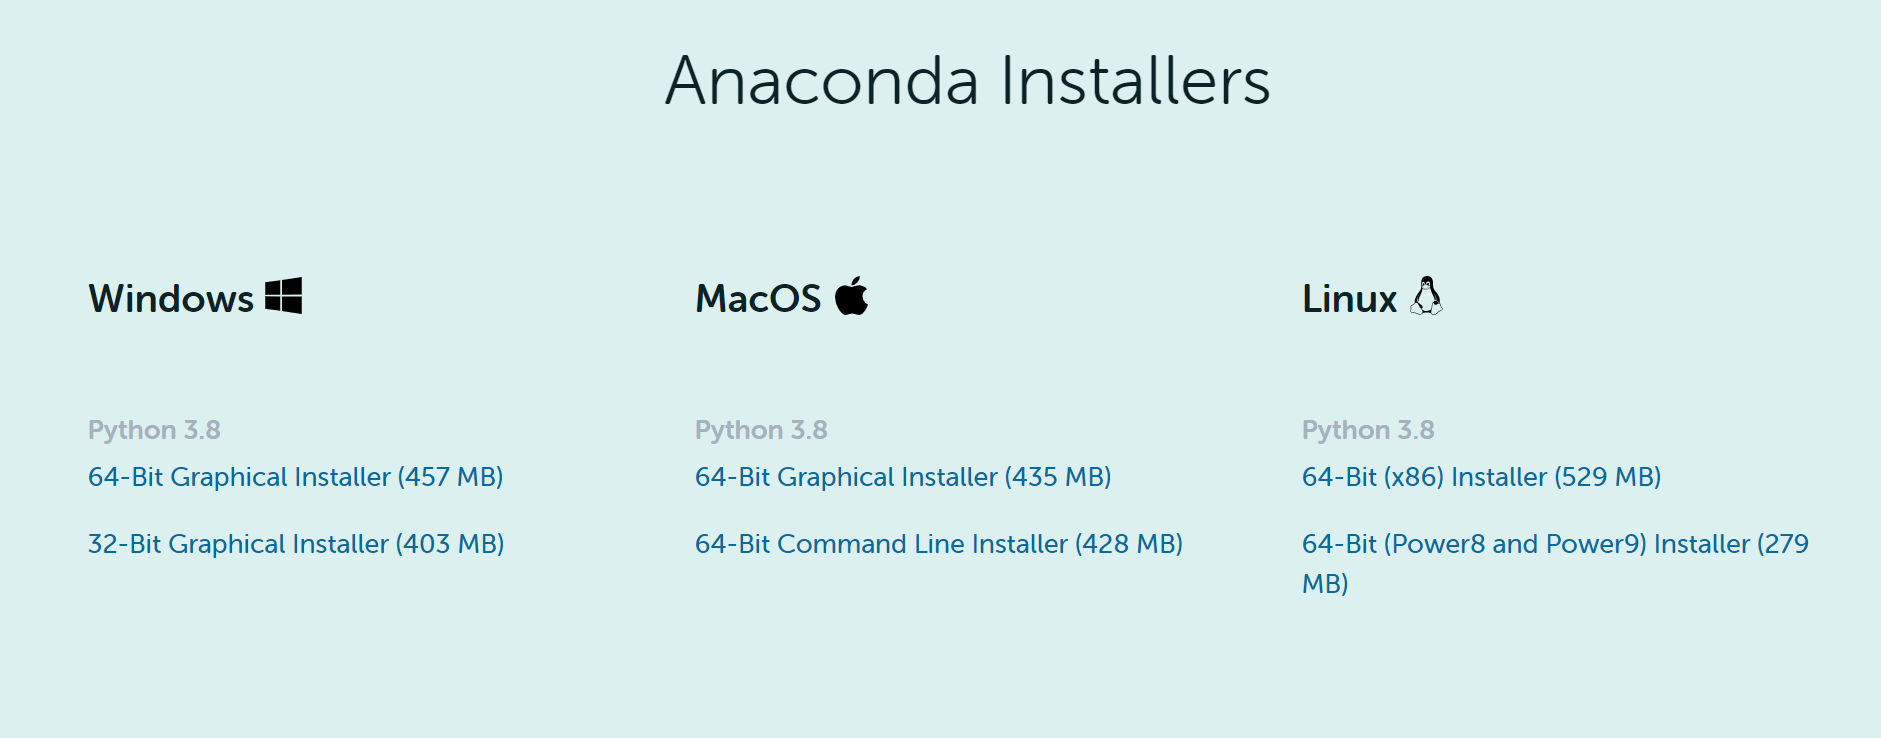 Anaconda Installers
Windows
MacOS
Linux
Python 3.8
64-Bit Graphical Installer (457 MB)
32-Bit Graphical Installer (403 MB)
Python 3.8
64-Bit Graphical Installer (435 MB)
64-Bit Command Line Installer (428 MB)
Python 3.8
64-Bit (x86) Installer (529 MB)
64-Bit (Power8 and Power9) Installer (279
MB)